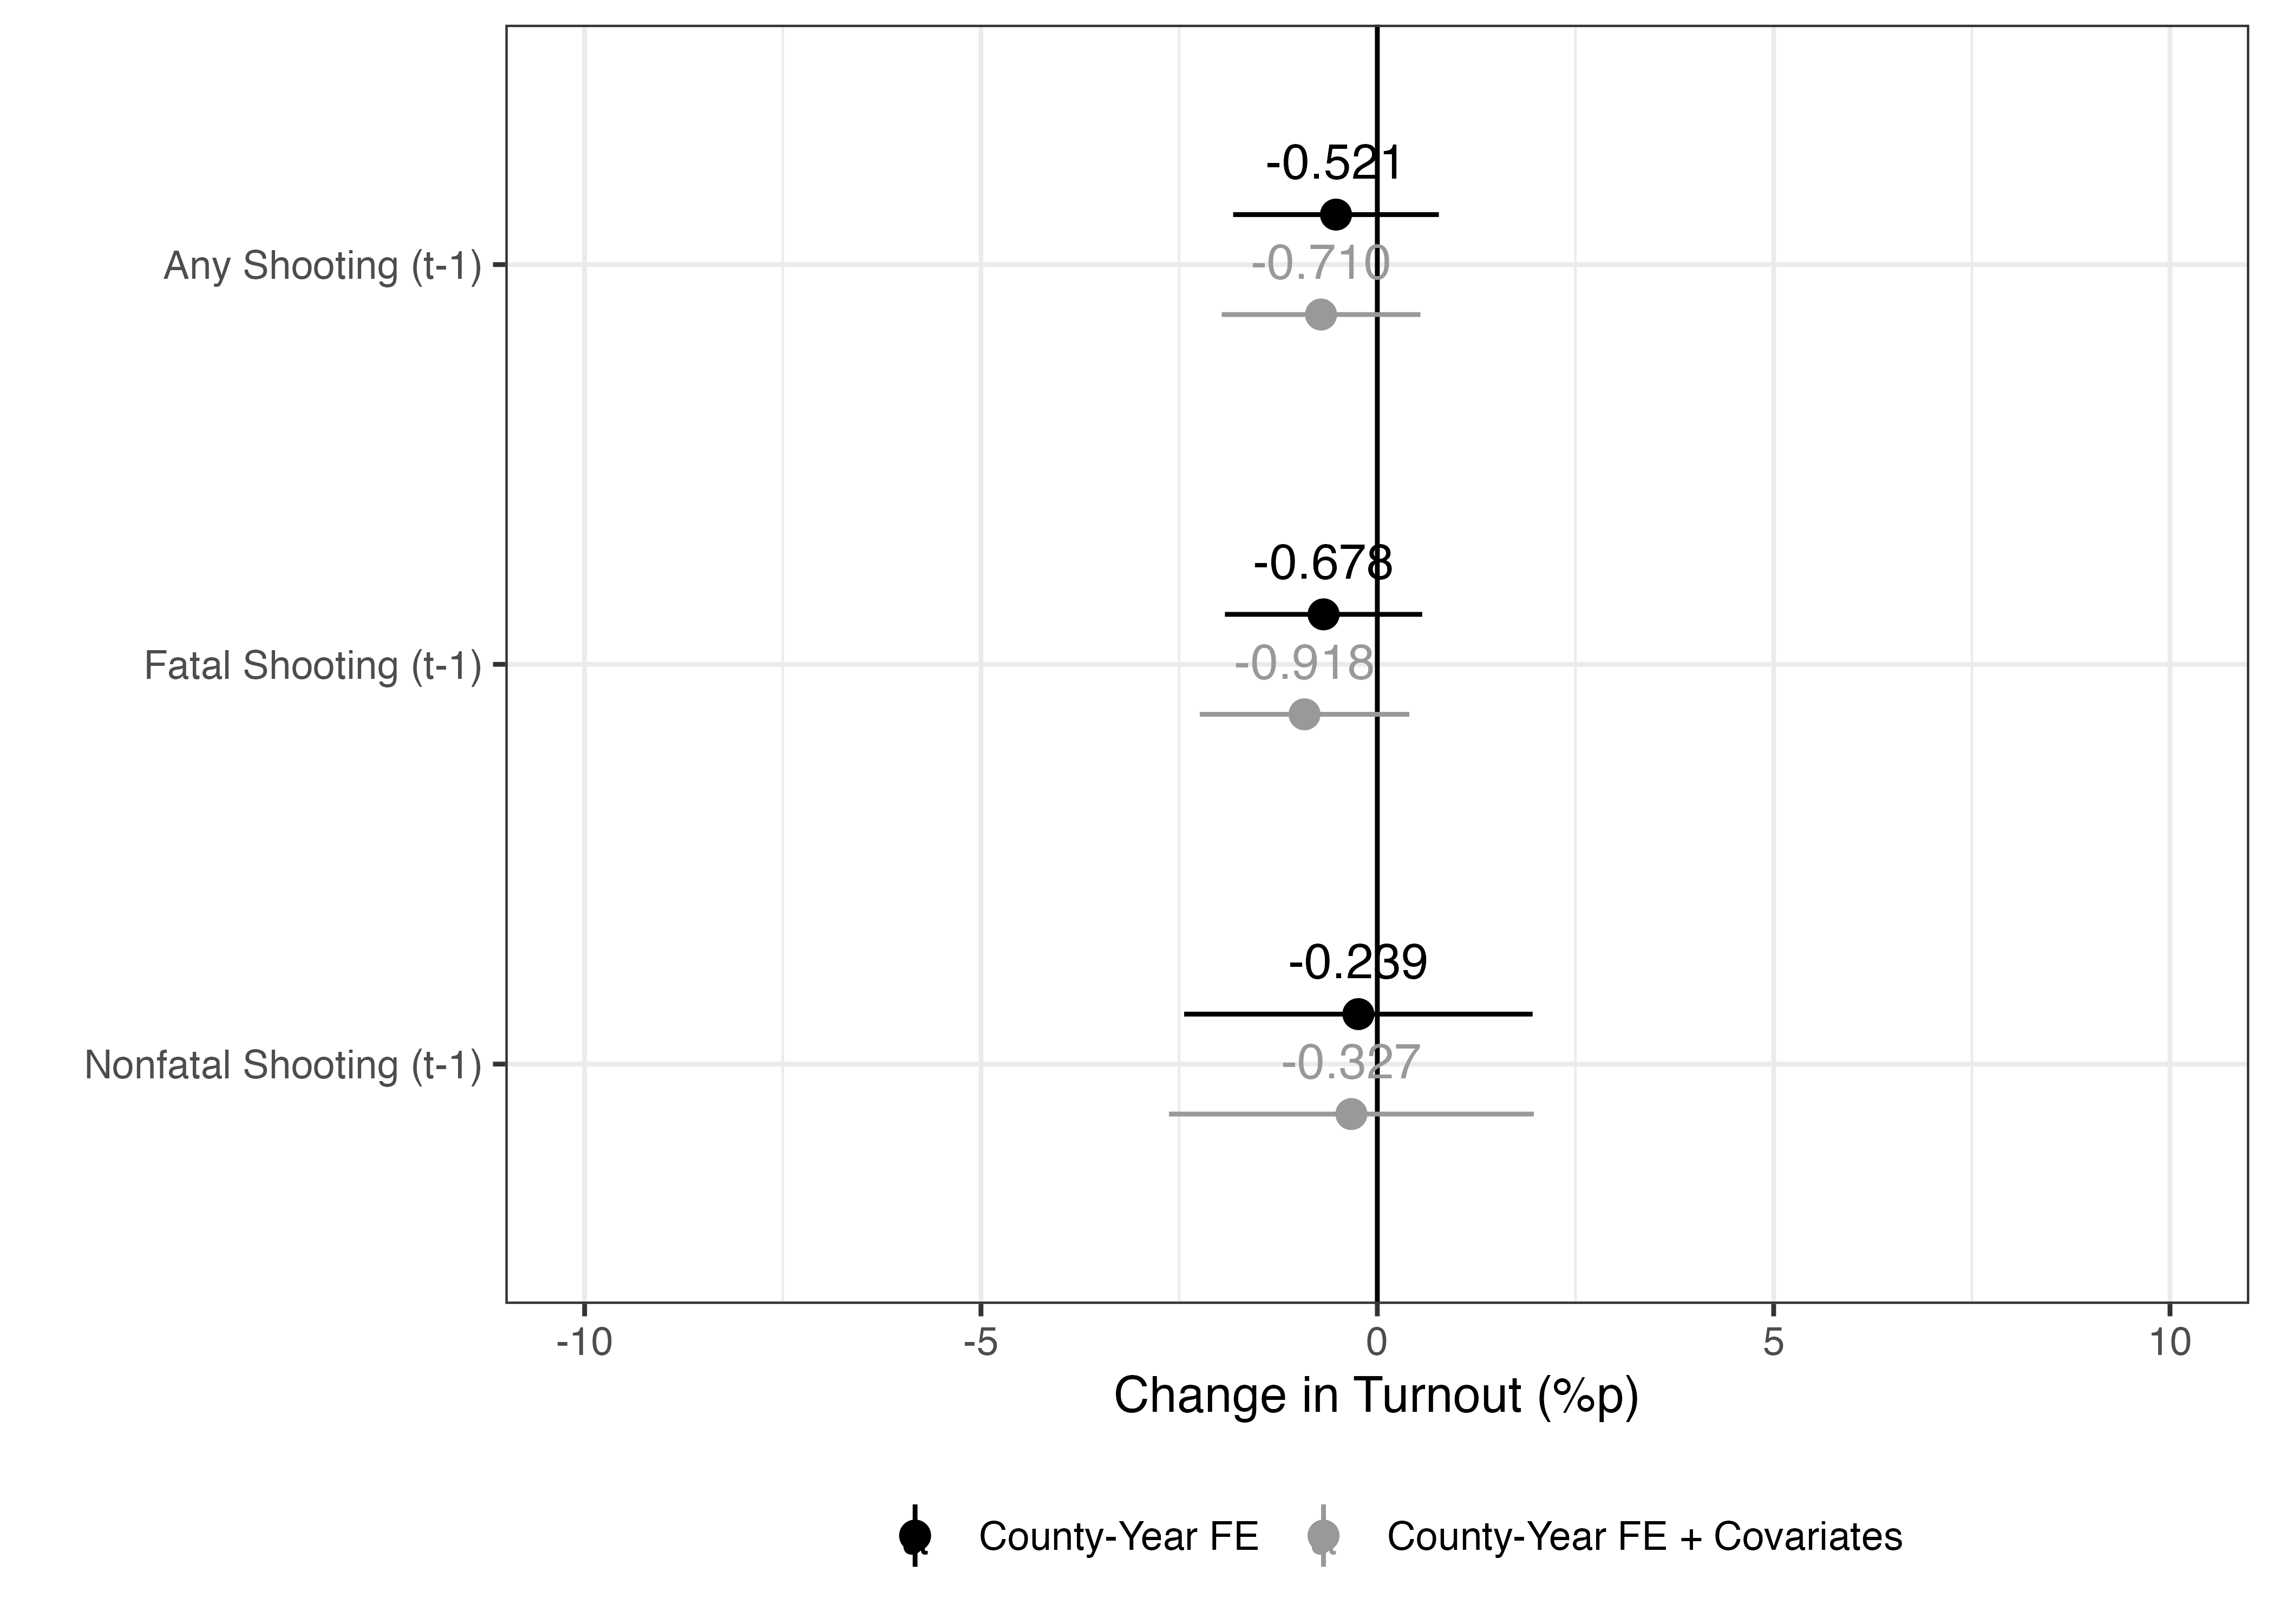 -0.521
Any Shooting (t-1)
-0.710
-0.678
Fatal Shooting (t-1)
-0.918
-0.239
Nonfatal Shooting (t-1)
-0.327
-10 -5 0 5 10
Change in Turnout (%p)
County-Year FE County-Year FE + Covariates